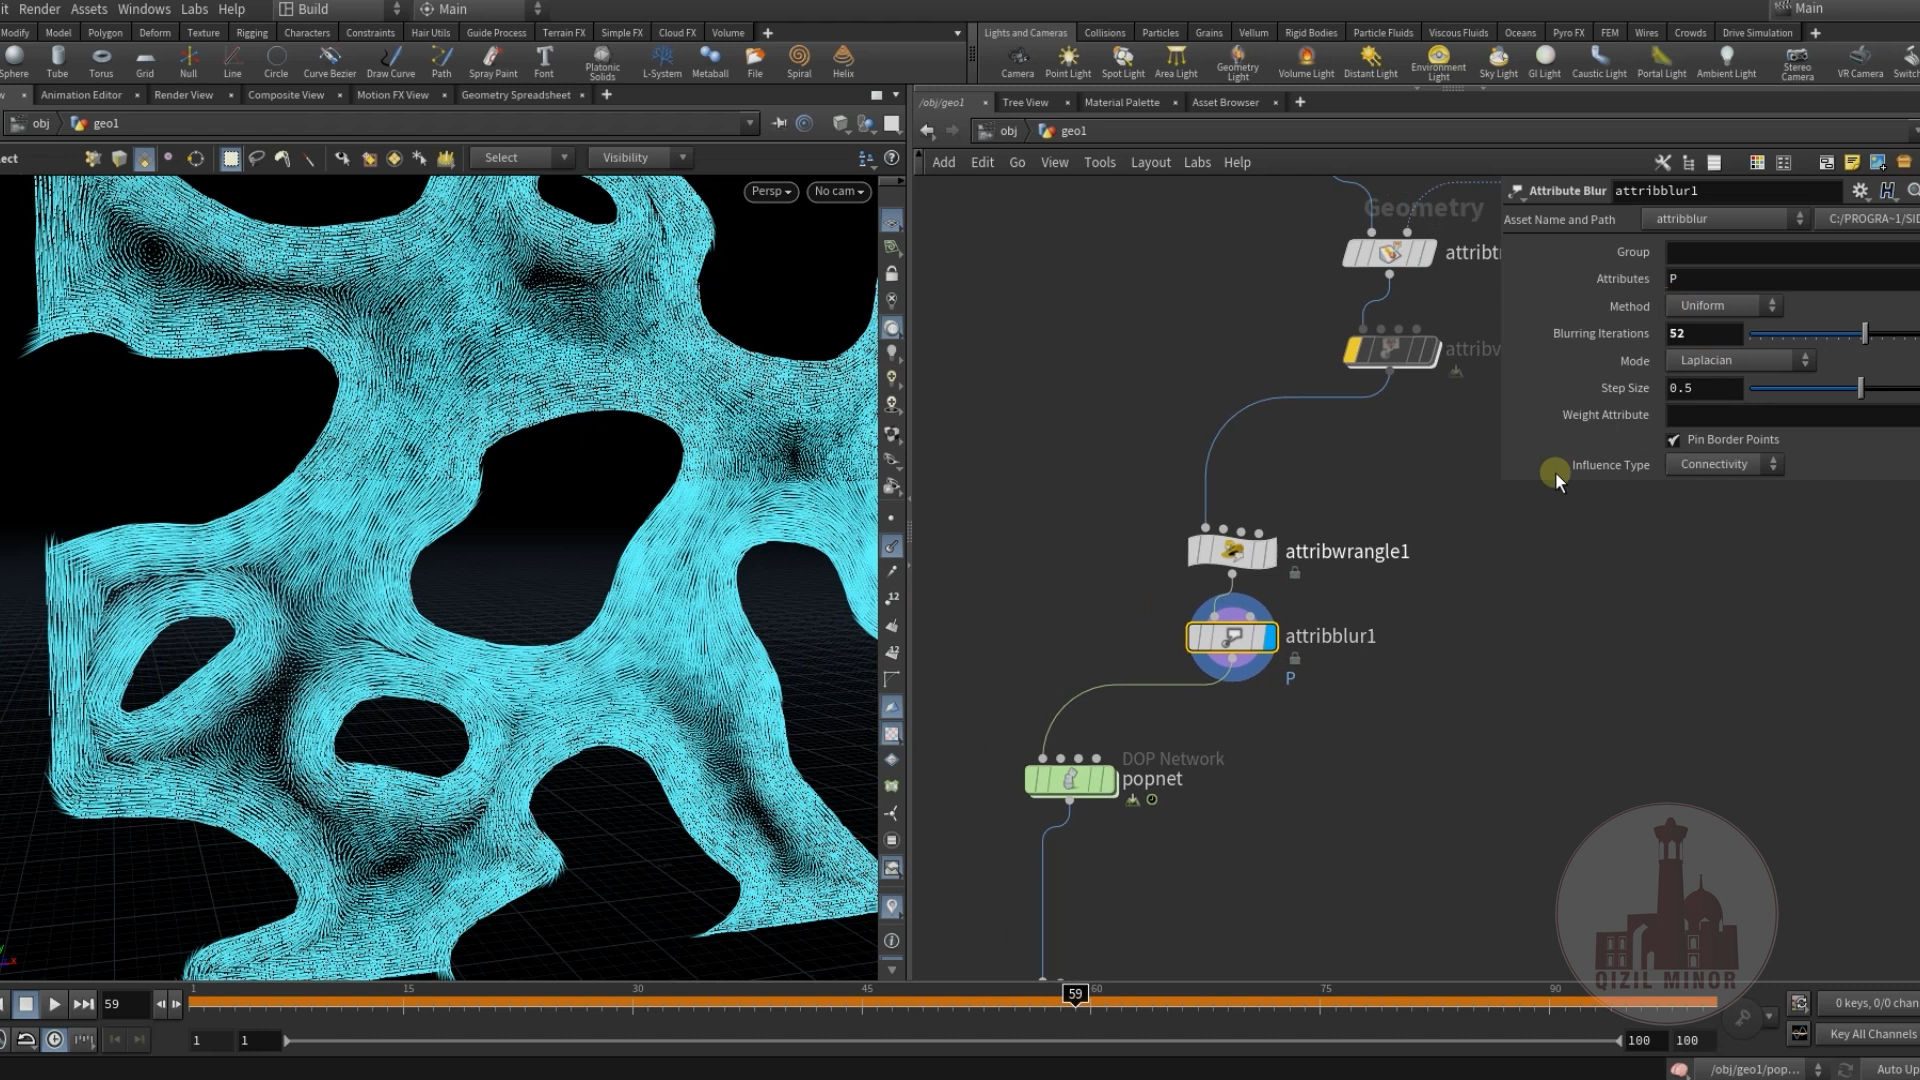 it Render Assets Windows Labs Help Build Main Main
Modify Model Polygon Deform Texture Rigging Characters Constraints Hair Utils Guide Process Terrain FX Simple FX Cloud FX Volume
Lights and Cameras Collisions Particles Grains Vellum Rigid Bodies Particle Fluids Viscous Fluids Oceans Pyro FX FEM Wires Crowds Drive Simulation
Sphere Tube Torus Grid Null Line Circle Curve Bezier Draw Curve Path Spray Paint Font Platonic Solids L-System Metaball File Spiral Helix
Camera Point Light Spot Light Area Light Geometry Light Volume Light Distant Light Environment Light Sky Light GI Light Caustic Light Portal Light Ambient Light Stereo Camera VR Camera Switch
Animation Editor Render View Composite View Motion FX View Geometry Spreadsheet
/obj/geo1 Tree View Material Palette Asset Browser
obj geo1
obj geo1
ect Select Visibility
Add Edit Go View Tools Layout Labs Help
Persp No cam
Attribute Blur attribblur1
Asset Name and Path attribblur C:/PROGRA~1/SID
Group
Attributes P
Method Uniform
Blurring Iterations 52
Mode Laplacian
Step Size 0.5
Weight Attribute
Pin Border Points
Influence Type Connectivity
Geometry
attribt
attribv
attribwrangle1
attribblur1
P
DOP Network
popnet
12
12
QIZIL MINOR
59
1 15 30 45 59 60 75 90
0 keys, 0/0 chan
1 1 100 100
Key All Channels
/obj/geo1/pop... Auto Up
y
x